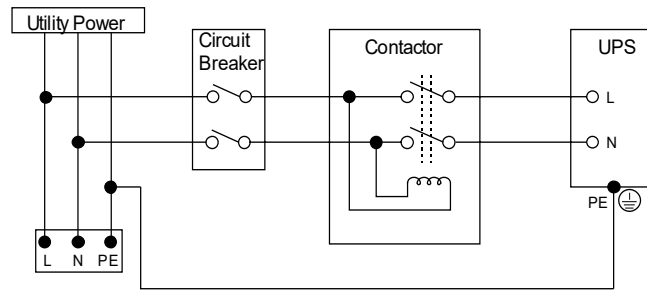 Utility Power
Circuit
Breaker
Contactor
UPS
L
N
PE
L N PE